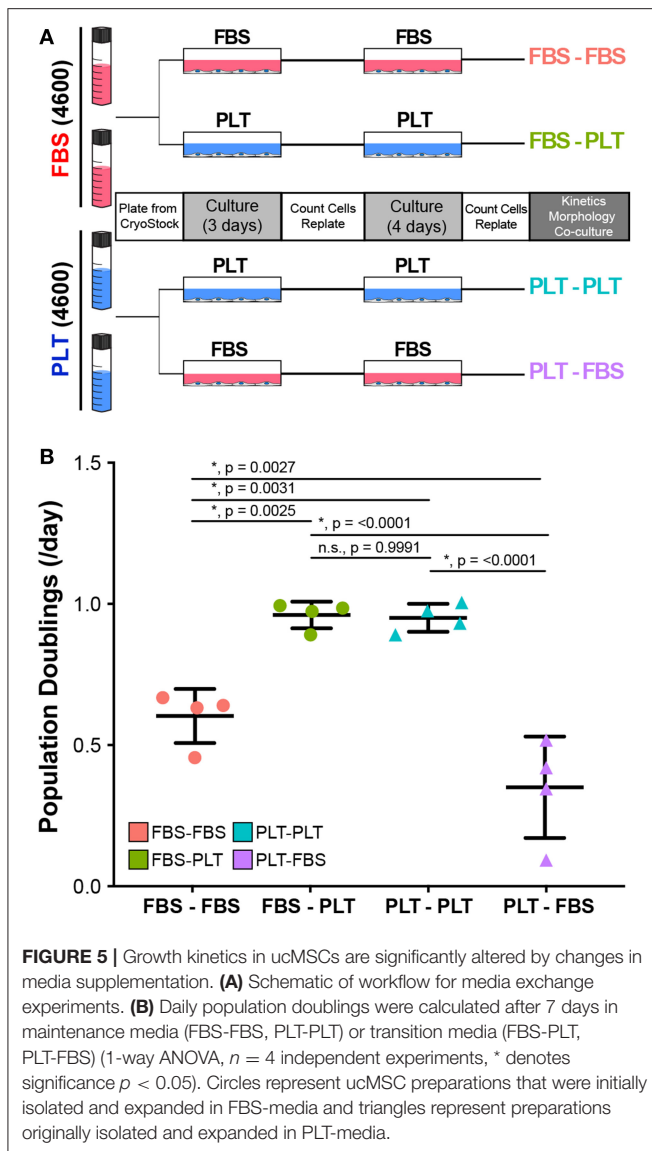 A
FBS (4600)
FBS
FBS
FBS - FBS
PLT
PLT
FBS - PLT
Plate from CryoStock
Culture (3 days)
Count Cells Replate
Culture (4 days)
Count Cells Replate
Kinetics Morphology Co-culture
PLT (4600)
PLT
PLT
PLT - PLT
FBS
FBS
PLT - FBS
B
Population Doublings (/day)
1.5
1.0
0.5
0.0
*, p = 0.0027
*, p = 0.0031
*, p = 0.0025
*, p = <0.0001
n.s., p = 0.9991
*, p = <0.0001
FBS-FBS
PLT-PLT
FBS-PLT
PLT-FBS
FBS - FBS
FBS - PLT
PLT - PLT
PLT - FBS
FIGURE 5 | Growth kinetics in ucMSCs are significantly altered by changes in
media supplementation. (A) Schematic of workflow for media exchange
experiments. (B) Daily population doublings were calculated after 7 days in
maintenance media (FBS-FBS, PLT-PLT) or transition media (FBS-PLT,
PLT-FBS) (1-way ANOVA, n = 4 independent experiments, * denotes
significance p < 0.05). Circles represent ucMSC preparations that were initially
isolated and expanded in FBS-media and triangles represent preparations
originally isolated and expanded in PLT-media.